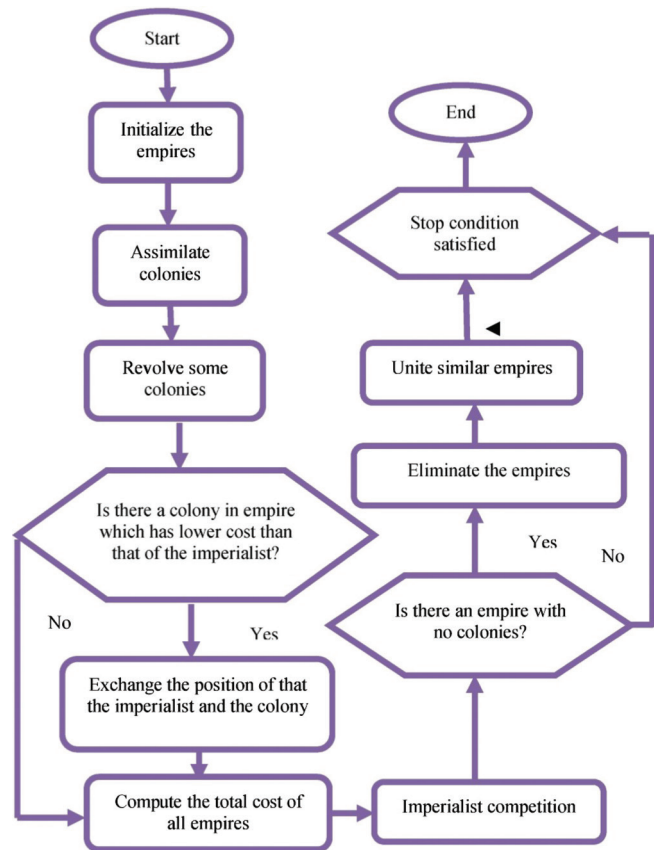 Start
Initialize the
empires
Assimilate
colonies
Revolve some
colonies
Is there a colony in empire
which has lower cost than
that of the imperialist?
No
Yes
Exchange the position of that
the imperialist and the colony
Compute the total cost of
all empires
Imperialist competition
Is there an empire with
no colonies?
Yes
No
Eliminate the empires
Unite similar empires
Stop condition
satisfied
End